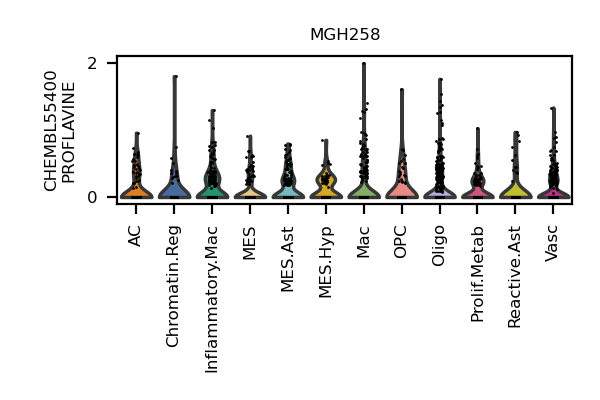 MGH258
CHEMBL55400
PROFLAVINE
2
0
AC
Chromatin.Reg
Inflammatory.Mac
MES
MES.Ast
MES.Hyp
Mac
OPC
Oligo
Prolif.Metab
Reactive.Ast
Vasc